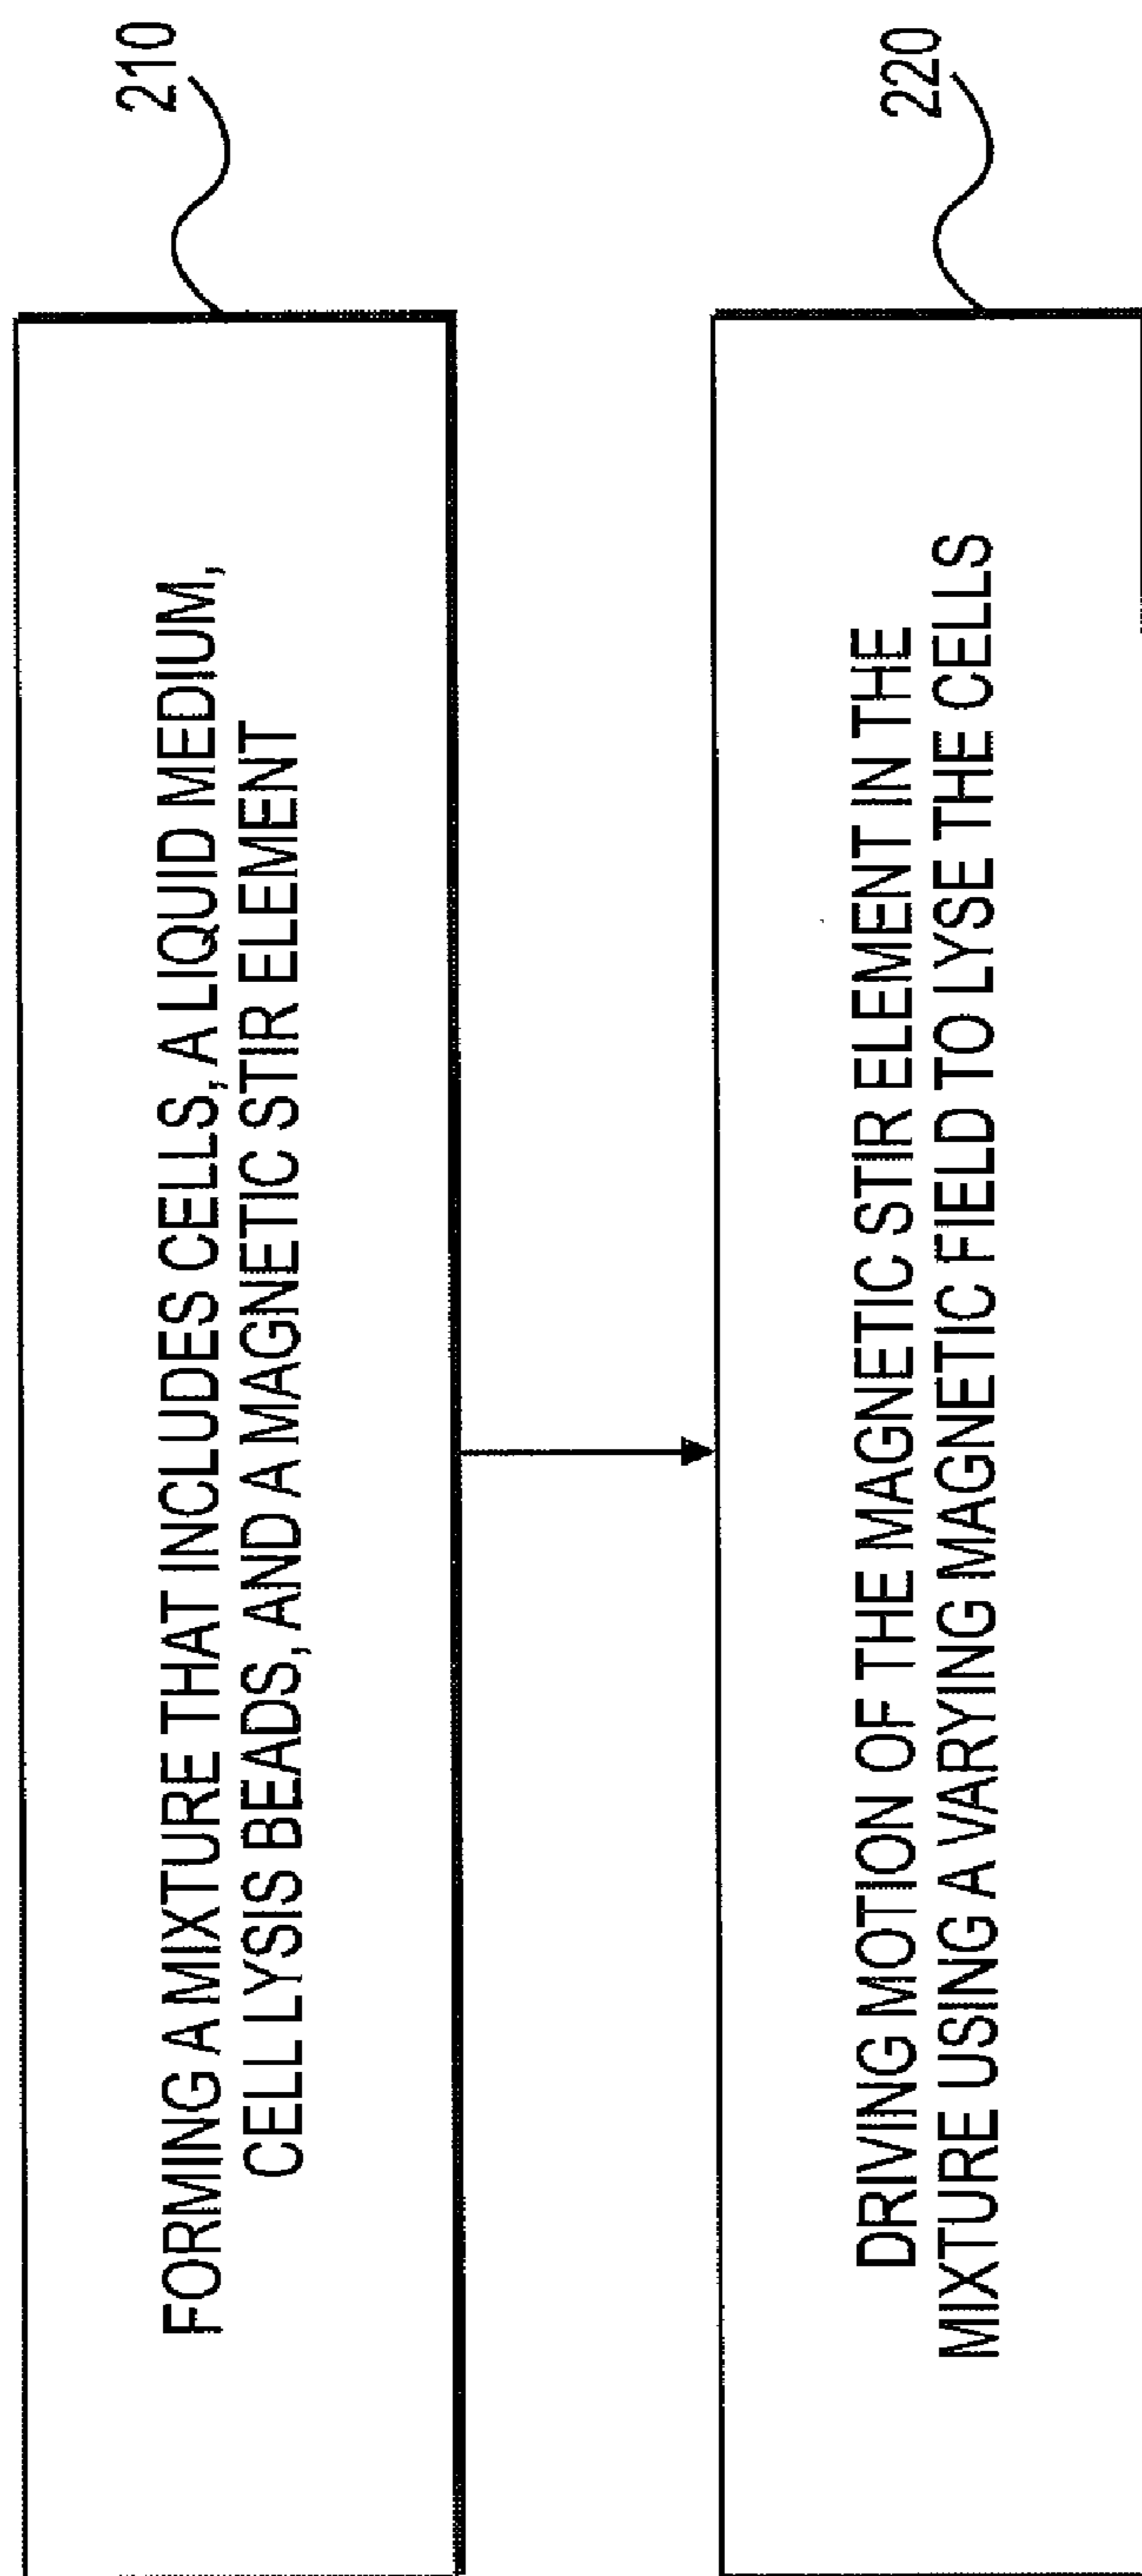 FORMING A MIXTURE THAT INCLUDES CELLS, A LIQUID MEDIUM,
CELL LYSIS BEADS, AND A MAGNETIC STIR ELEMENT
210
DRIVING MOTION OF THE MAGNETIC STIR ELEMENT IN THE
MIXTURE USING A VARYING MAGNETIC FIELD TO LYSE THE CELLS
220